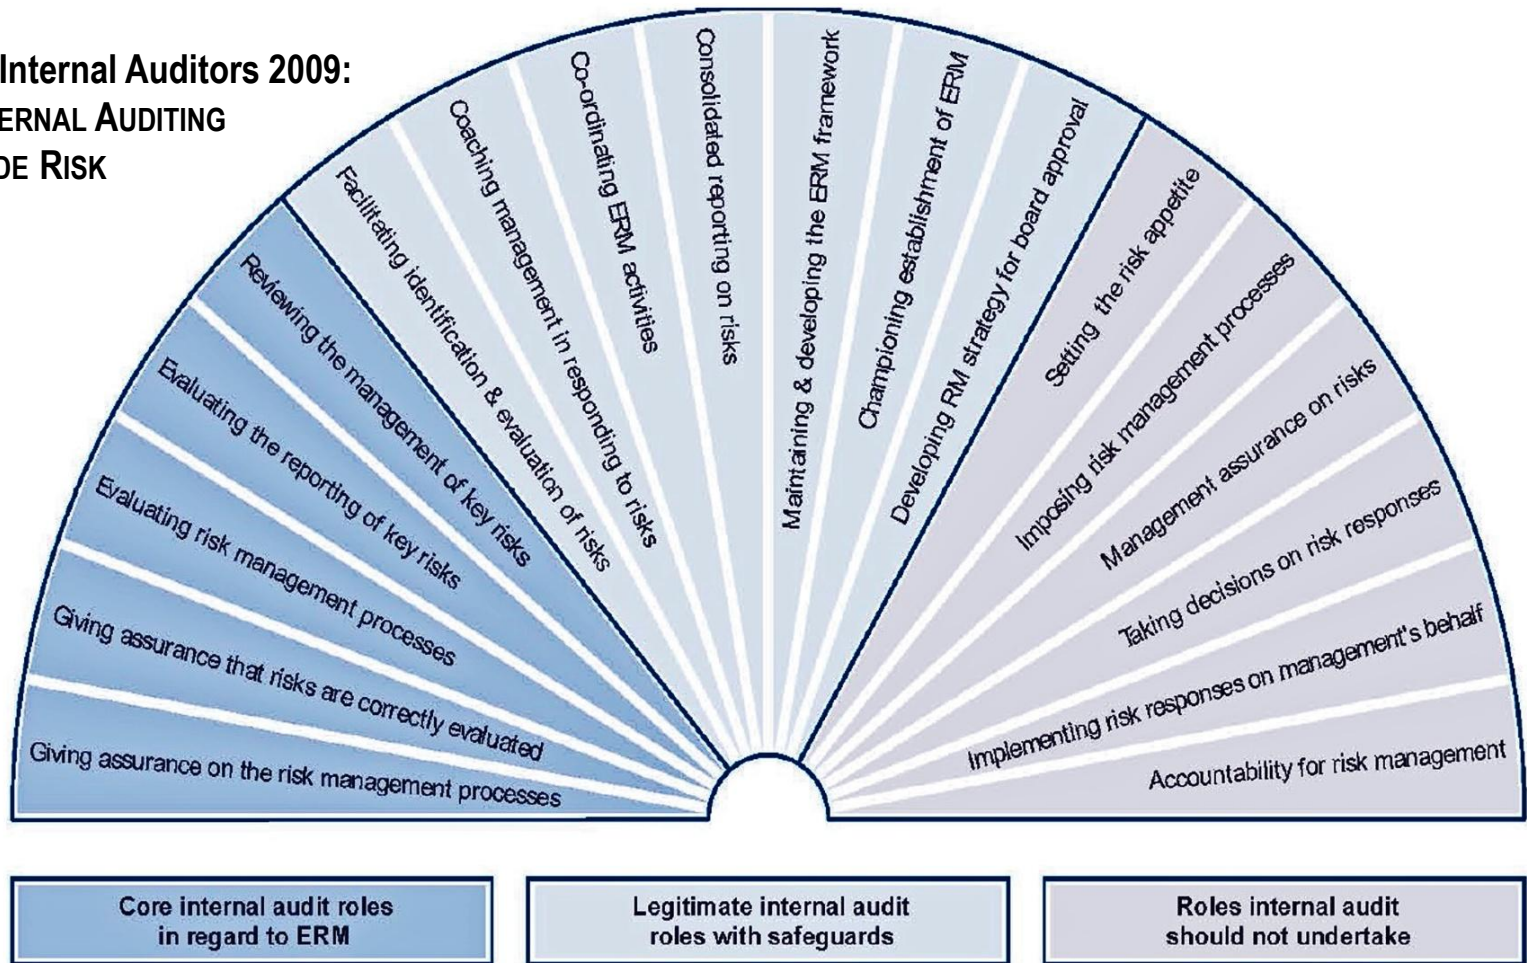 Internal Auditors 2009:
AUDITING
RISK
Giving assurance on the risk management processes
Giving assurance that risks are correctly evaluated
Evaluating risk management processes
Evaluating the reporting of key risks
Reviewing the management of key risks
Facilitating identification & evaluation of risks
Coaching management in responding to risks
Co-ordinating ERM activities
Consolidated reporting on risks
Maintaining & developing the ERM framework
Championing establishment of ERM
Developing RM strategy for board approval
Setting the risk appetite
Imposing risk management processes
Management assurance on risks
Taking decisions on risk responses
Implementing risk responses on management's behalf
Accountability for risk management
Core internal audit roles
in regard to ERM
Legitimate internal audit
roles with safeguards
Roles internal audit
should not undertake